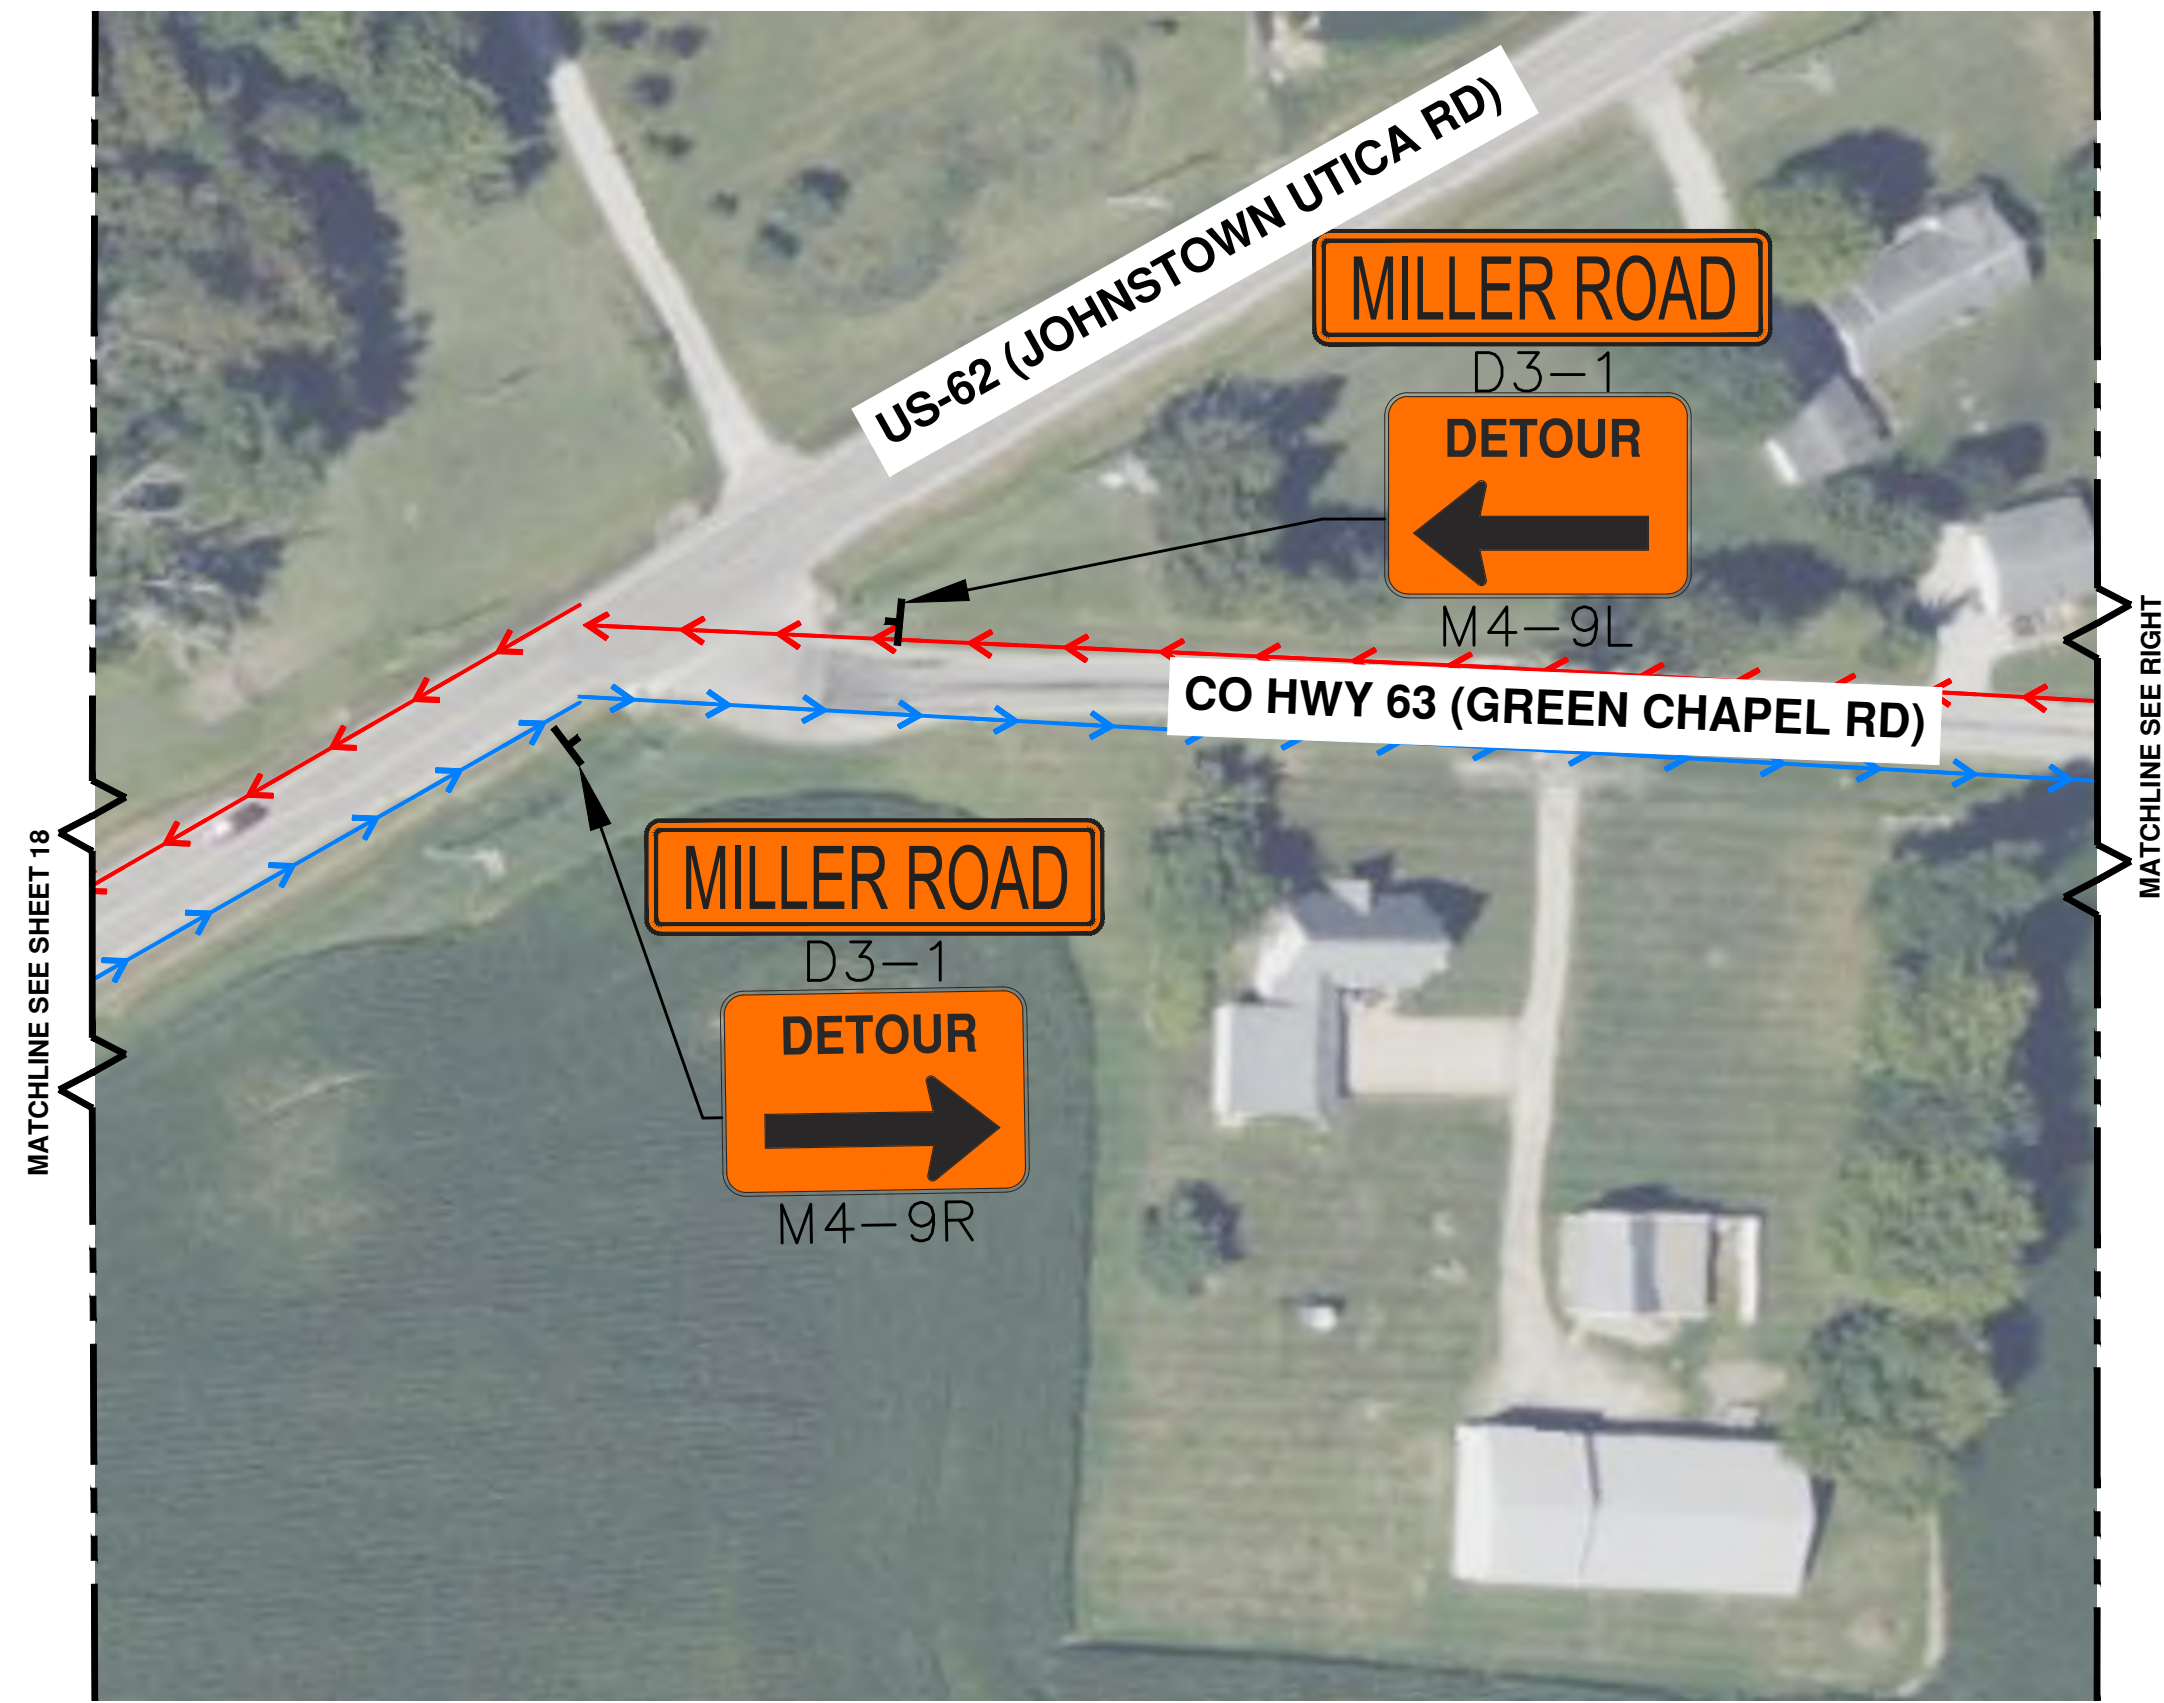 US-62 (JOHNSTOWN UTICA RD)
MILLER ROAD
D3-1
DETOUR
M4-9L
CO HWY 63 (GREEN CHAPEL RD)
MATCHLINE SEE RIGHT
MATCHLINE SEE SHEET 18
MILLER ROAD
D3-1
DETOUR
M4-9R